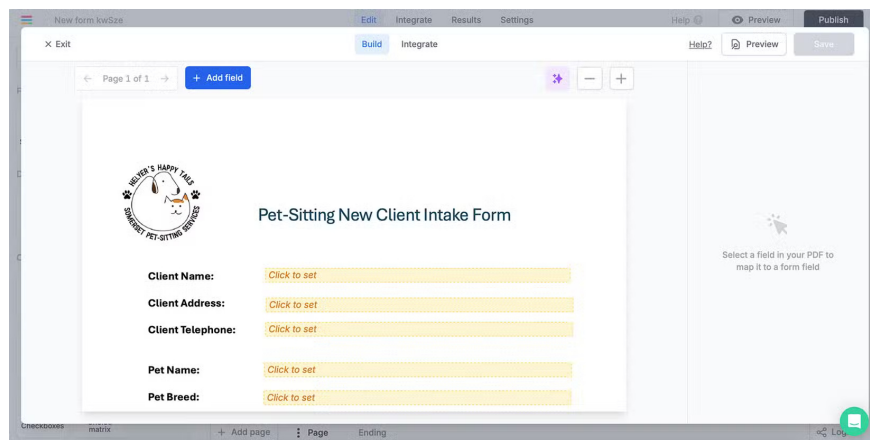 New form kwSze
Edit
Integrate
Results
Settings
Help
Preview
Publish
× Exit
Build
Integrate
Help?
Preview
Save
← Page 1 of 1 →
+ Add field
HELYER'S HAPPY TAILS
SOMERSET PET-SITTING SERVICES
Pet-Sitting New Client Intake Form
Client Name:
Click to set
Client Address:
Click to set
Client Telephone:
Click to set
Pet Name:
Click to set
Pet Breed:
Click to set
Select a field in your PDF to
map it to a form field
Checkboxes
matrix
+ Add page
Page
Ending